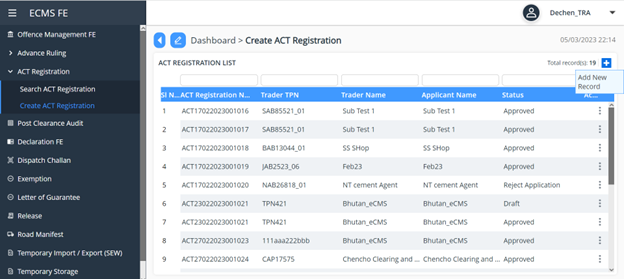 ECMS FE
Dechen_TRA
Offence Management FE
Advance Ruling
ACT Registration
Search ACT Registration
Create ACT Registration
Post Clearance Audit
Declaration FE
Dispatch Challan
Exemption
Letter of Guarantee
Release
Road Manifest
Temporary Import / Export (SEW)
Temporary Storage
Dashboard > Create ACT Registration
05/03/2023 22:14
ACT REGISTRATION LIST
Total record(s): 19
Add New
Record
Sl N... ACT Registration N... Trader TPN Trader Name Applicant Name Status AC...
1 ACT17022023001016 SAB85521_01 Sub Test 1 Sub Test 1 Approved
2 ACT17022023001017 SAB85521_01 Sub Test 1 Sub Test 1 Approved
3 ACT17022023001018 BAB13044_01 SS SHop SS SHop Approved
4 ACT17022023001019 JAB2523_06 Feb23 Feb23 Approved
5 ACT17022023001020 NAB26818_01 NT cement Agent NT cement Agent Reject Application
6 ACT23022023001021 TPN421 Bhutan_eCMS Bhutan_eCMS Draft
7 ACT23022023001021 TPN421 Bhutan_eCMS Bhutan_eCMS Approved
8 ACT27022023001023 111aaa222bbb Bhutan_eCMS Bhutan_eCMS Approved
9 ACT27022023001024 CAP17575 Chencho Clearing and ... Chencho Clearing and ... Approved